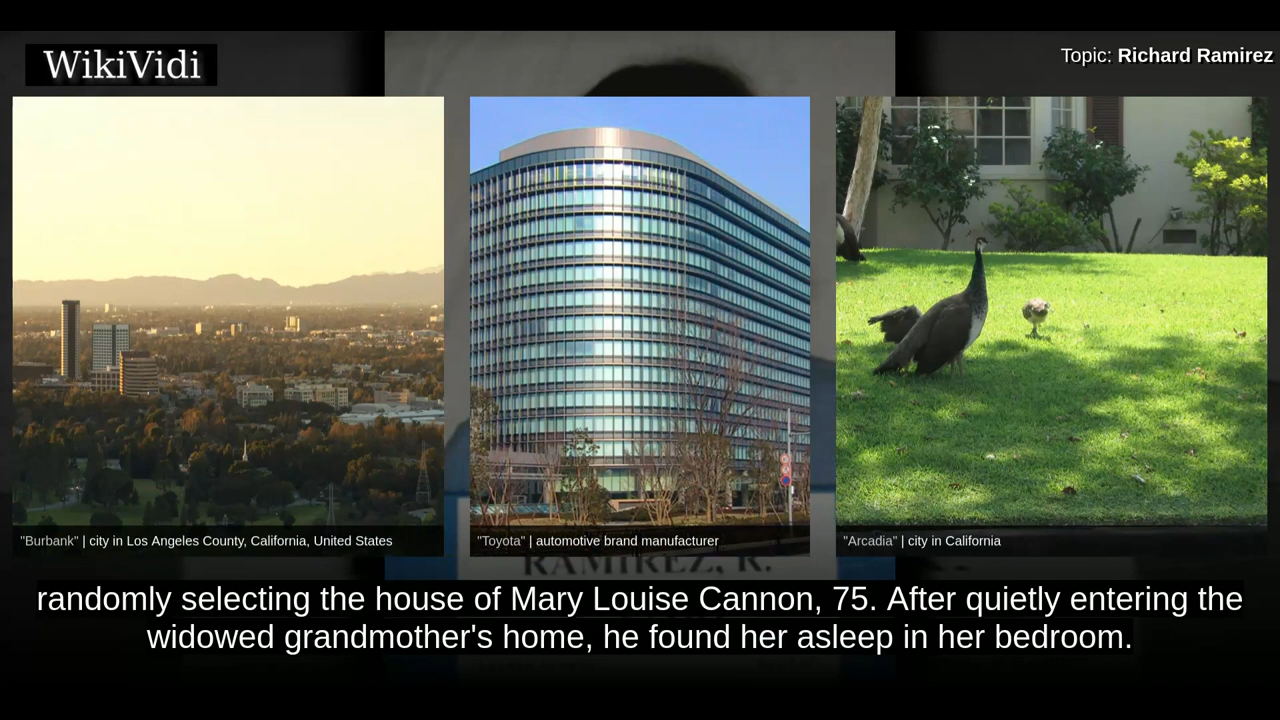 WikiVidi
Topic: Richard Ramirez
"Burbank" | city in Los Angeles County, California, United States
"Toyota" | automotive brand manufacturer
"Arcadia" | city in California
RAMIREZ, R.
randomly selecting the house of Mary Louise Cannon, 75. After quietly entering the
widowed grandmother's home, he found her asleep in her bedroom.